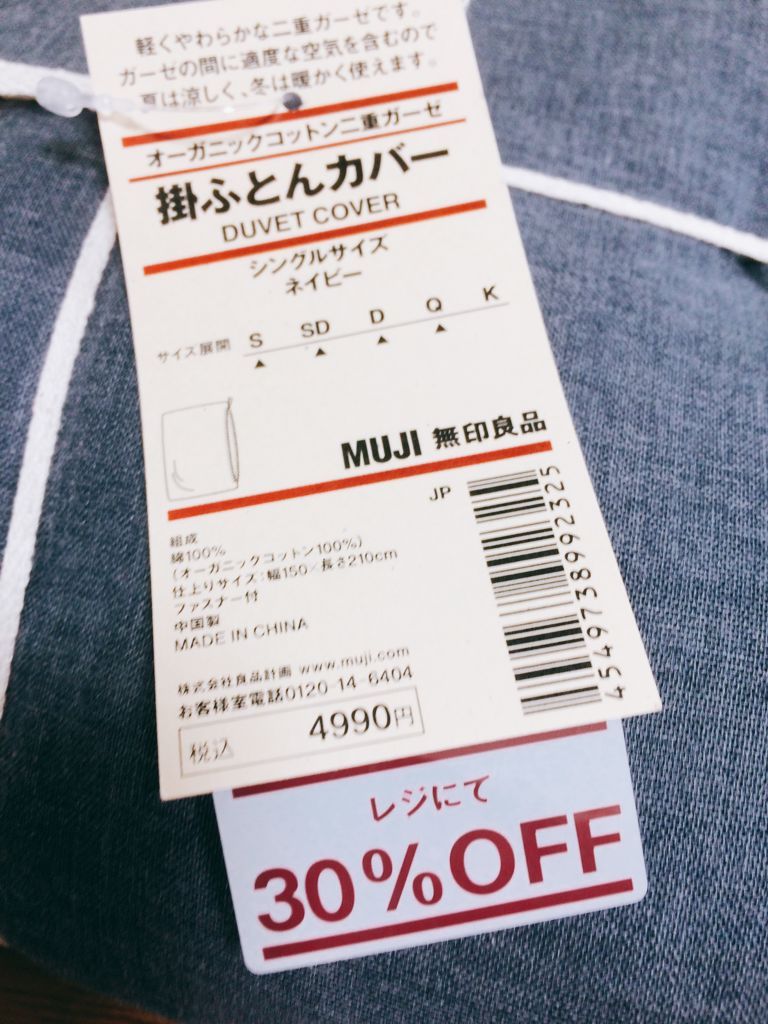 軽くやわらかな二重ガーゼです。
ガーゼの間に適度な空気を含むので
夏は涼しく、冬は暖かく使えます。
オーガニックコットン二重ガーゼ
掛ふとんカバー
DUVET COVER
シングルサイズ
ネイビー
サイズ展開 S SD D Q K
MUJI 無印良品
JP
組成
綿100%
(オーガニックコットン100%)
仕上りサイズ:幅150×長さ210cm
ファスナー付
中国製
MADE IN CHINA
株式会社良品計画 www.muji.com
お客様室電話0120-14-6404
税込 4990円
4549738992325
レジにて
30%OFF